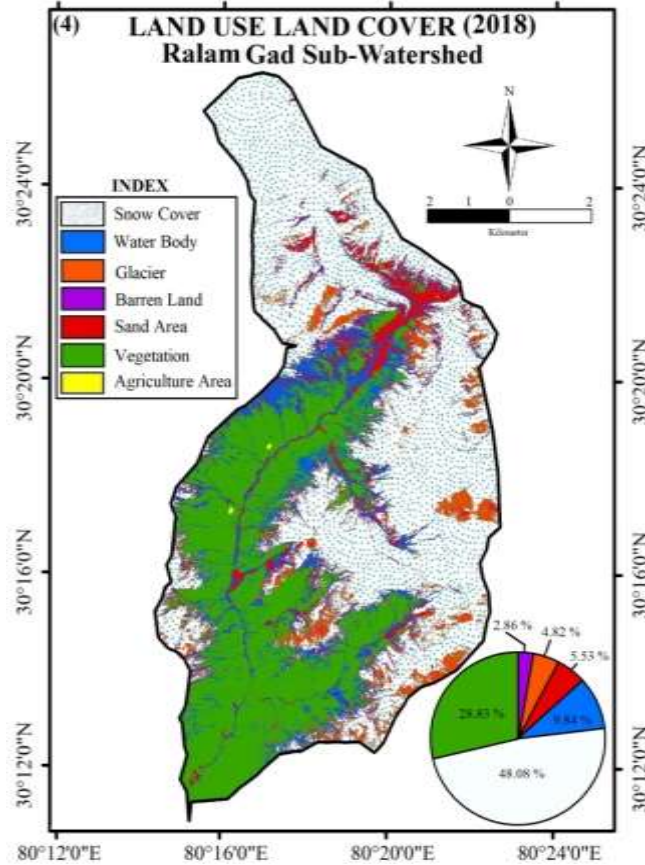 (4) LAND USE LAND COVER (2018)
Ralam Gad Sub-Watershed
N
2 1 0 2
Kilometer
INDEX
Snow Cover
Water Body
Glacier
Barren Land
Sand Area
Vegetation
Agriculture Area
30°24'0"N
30°20'0"N
30°16'0"N
30°12'0"N
30°24'0"N
30°20'0"N
30°16'0"N
30°12'0"N
2.86 %
4.82 %
5.53 %
9.84 %
28.83 %
48.08 %
80°12'0"E 80°16'0"E 80°20'0"E 80°24'0"E